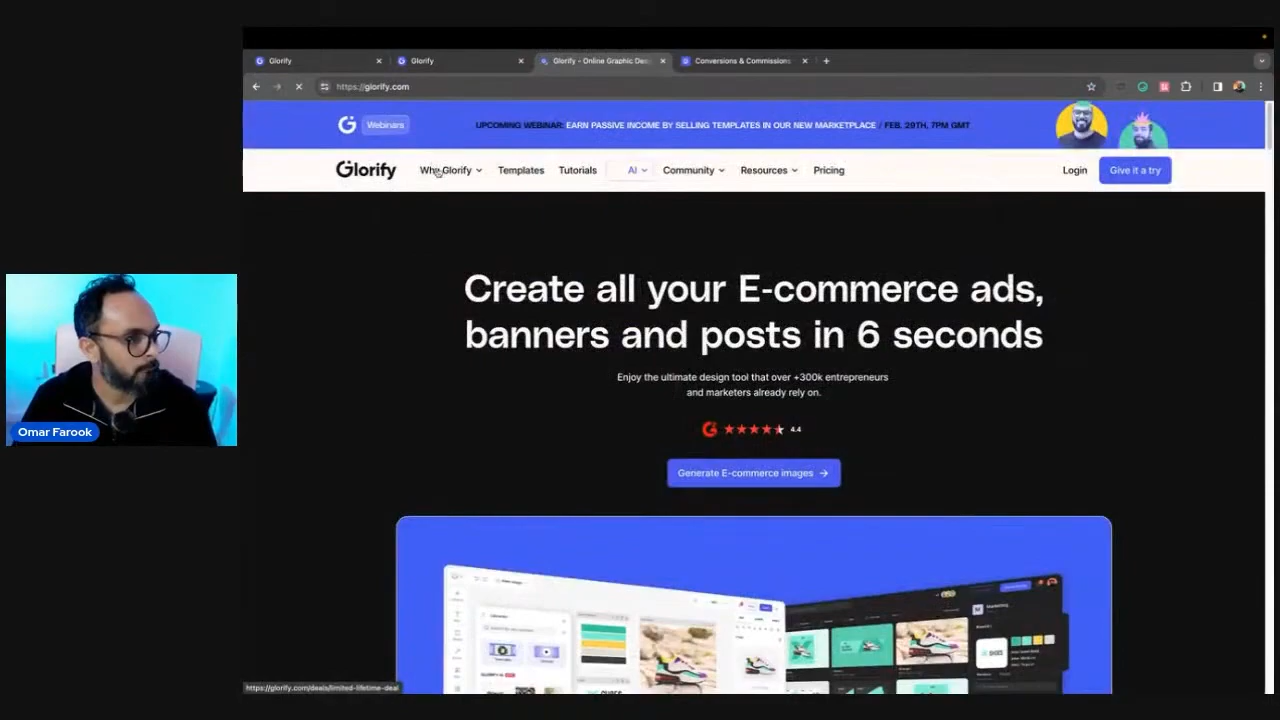 Glorify
Glorify
Glorify - Online Graphic Des
Conversions & Commissions
https://glorify.com
Webinars
UPCOMING WEBINAR: EARN PASSIVE INCOME BY SELLING TEMPLATES IN OUR NEW MARKETPLACE / FEB. 29TH, 7PM GMT
Glorify
Why Glorify
Templates
Tutorials
AI
Community
Resources
Pricing
Login
Give it a try
Create all your E-commerce ads,
banners and posts in 6 seconds
Enjoy the ultimate design tool that over +300k entrepreneurs
and marketers already rely on.
4.4
Generate E-commerce images →
Omar Farook
Marketing
https://glorify.com/deals/limited-lifetime-deal